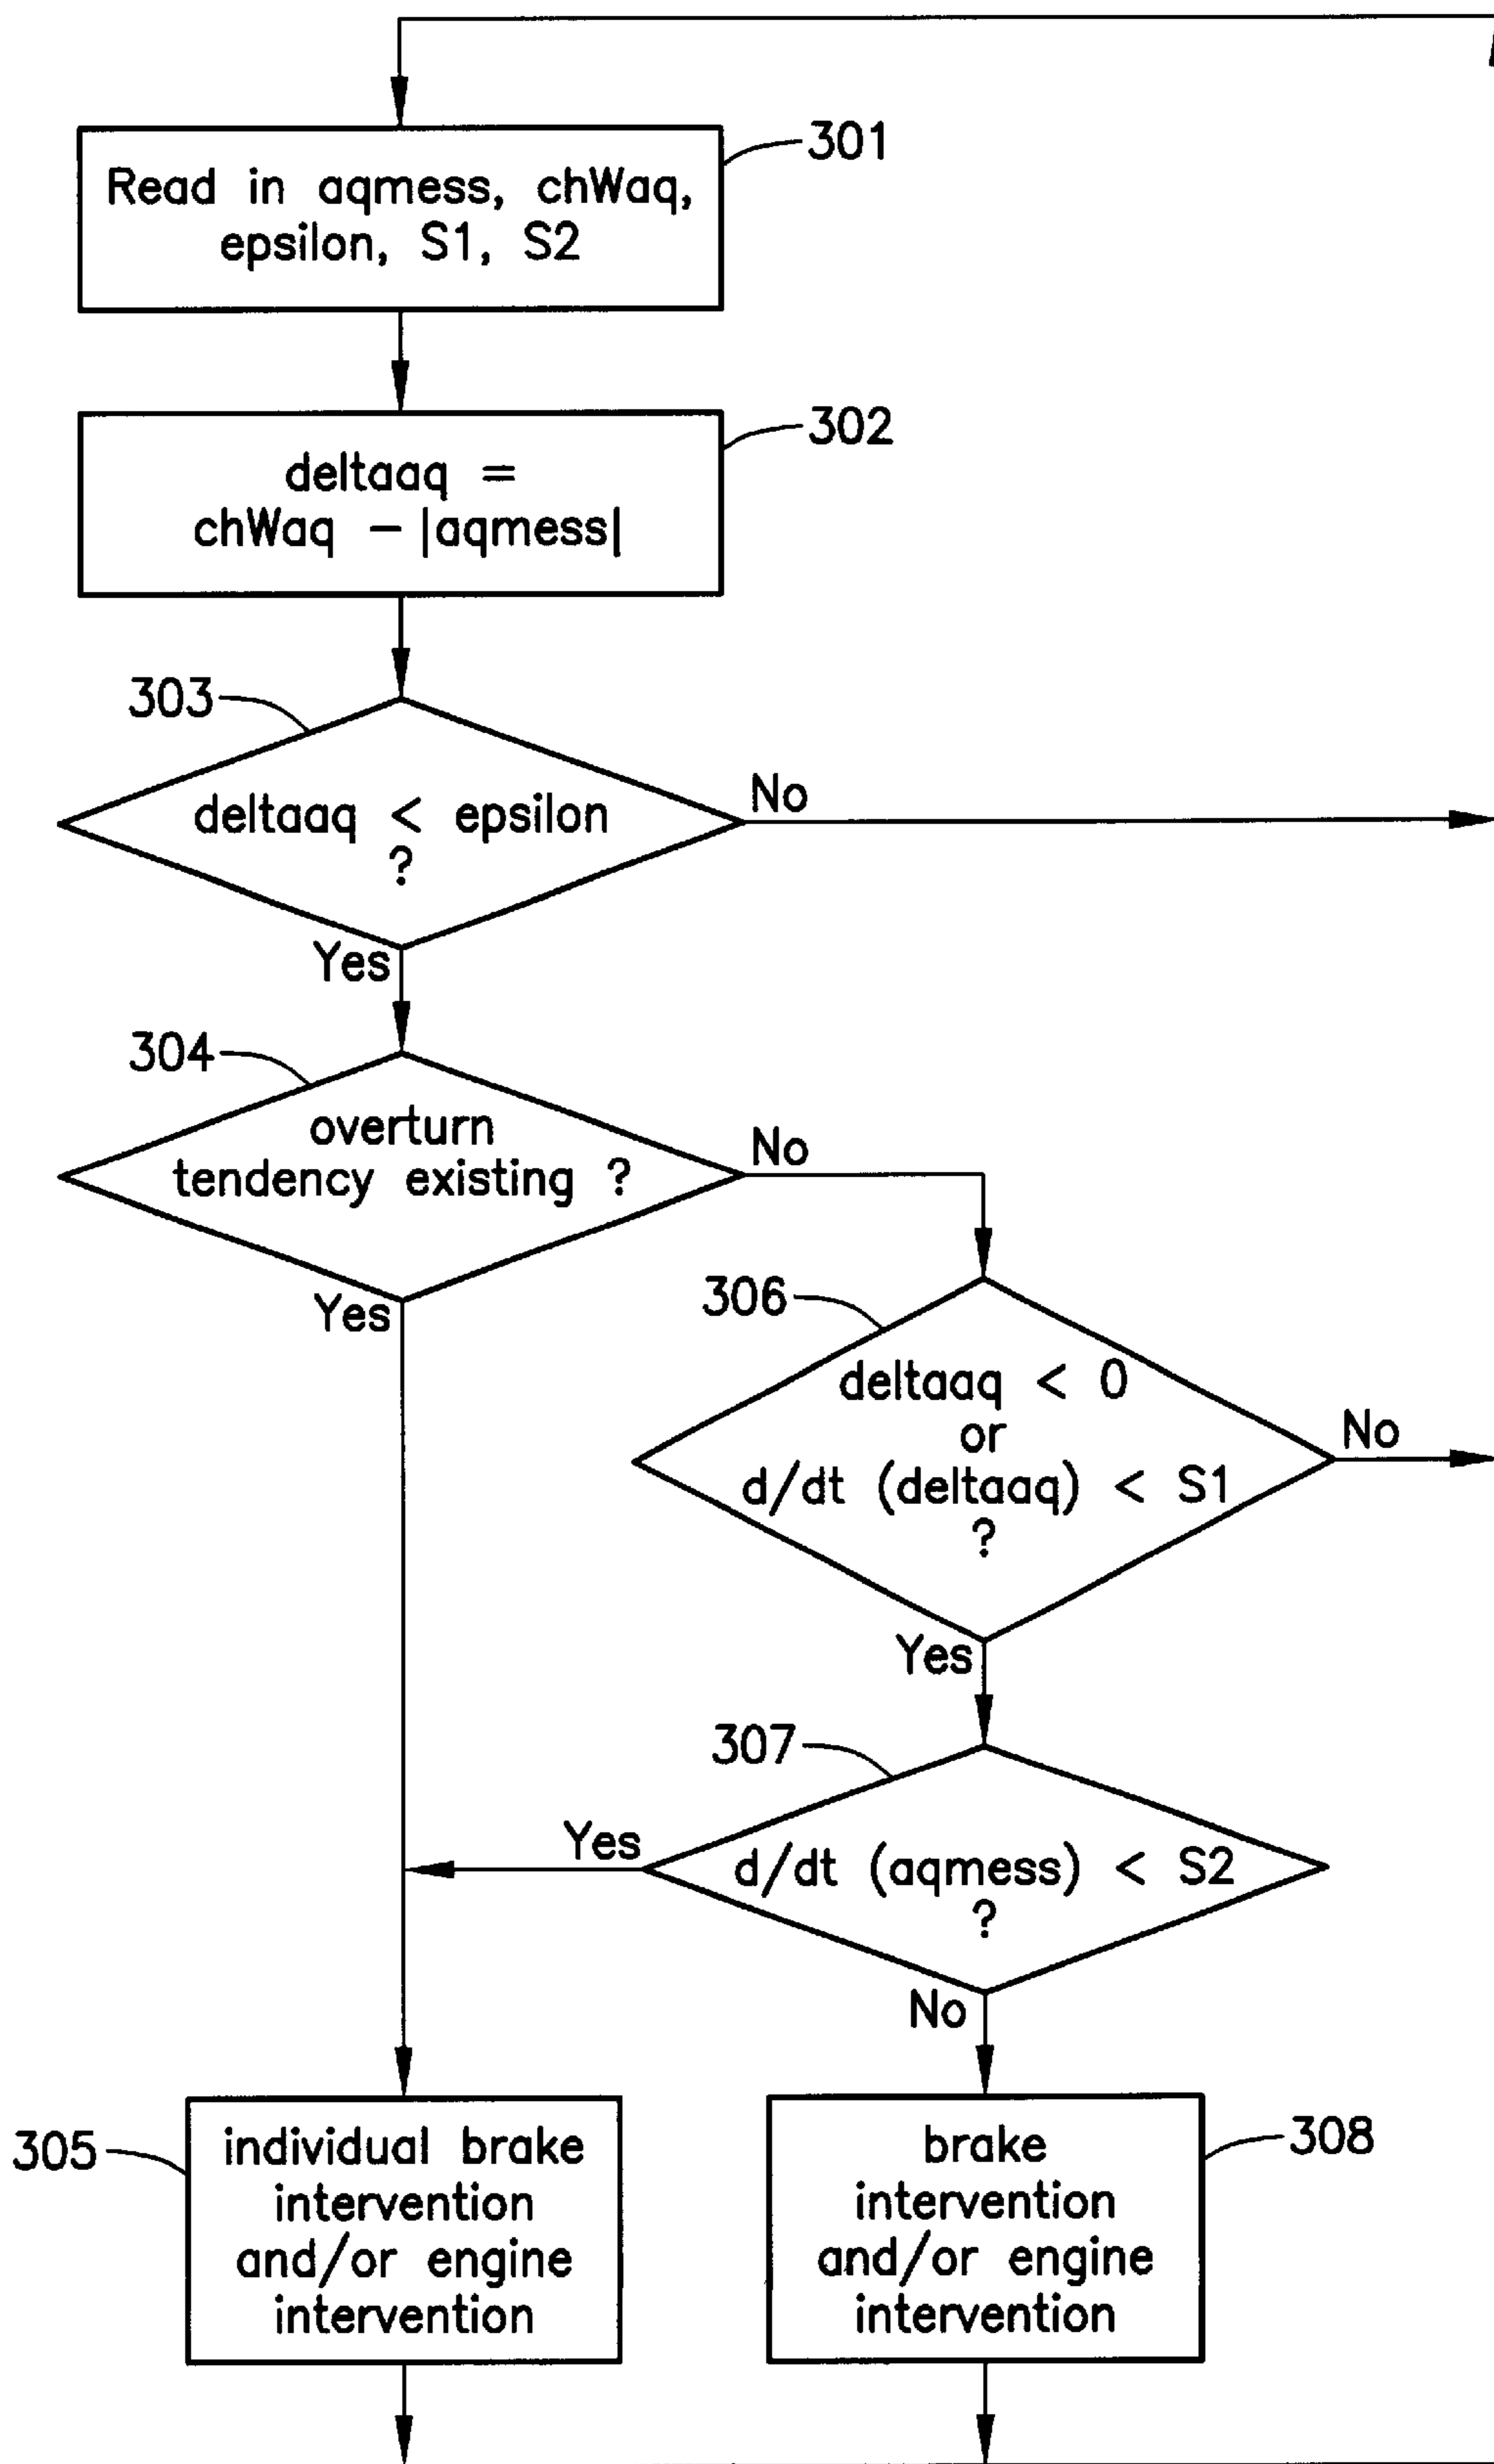 301
Read in aqmess, chWaq,
epsilon, S1, S2
302
deltaaq =
chWaq - |aqmess|
303
deltaaq < epsilon
?
No
Yes
304
overturn
tendency existing ?
No
Yes
306
deltaaq < 0
or
d/dt (deltaaq) < S1
?
No
Yes
307
Yes
d/dt (aqmess) < S2
?
No
305
individual brake
intervention
and/or engine
intervention
308
brake
intervention
and/or engine
intervention